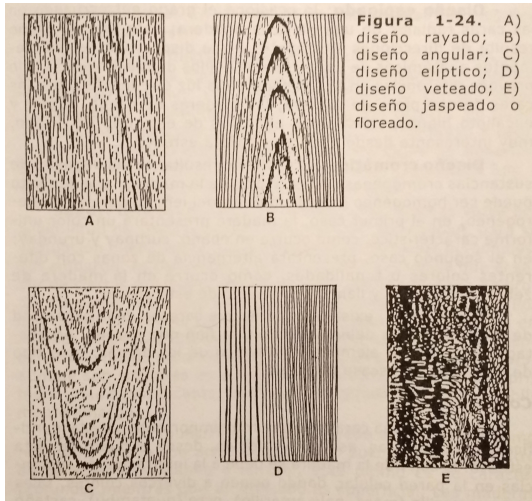 Figura 1-24. A)
diseño rayado; B)
diseño angular; C)
diseño elíptico; D)
diseño veteado; E)
diseño jaspeado o
floreado.
A
B
C
D
E